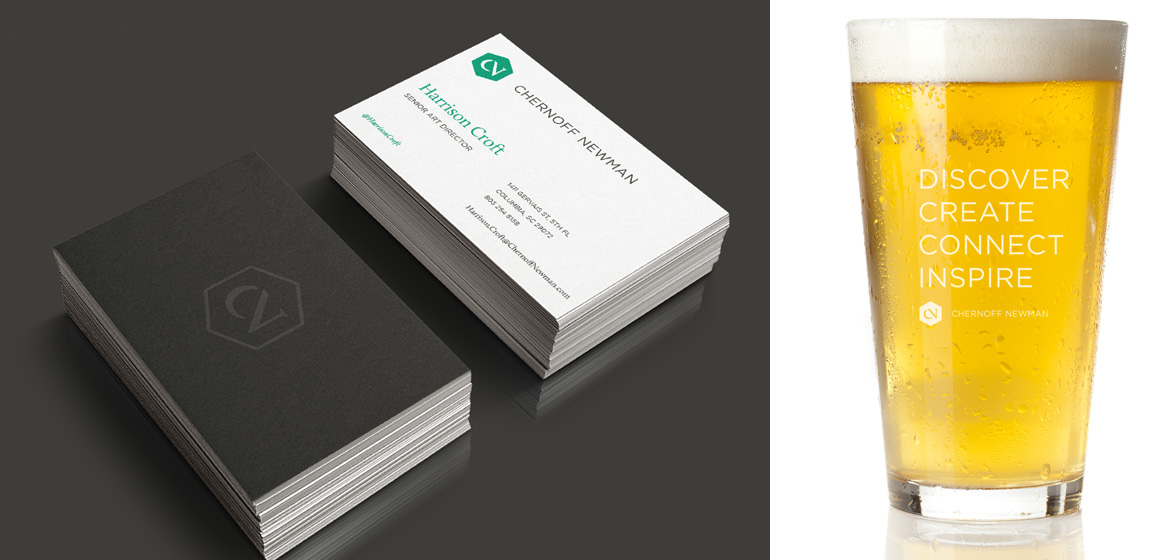 CV
CHERNOFF NEWMAN
Harrison Croft
SENIOR ART DIRECTOR
@HarrisonCroft
1411 GERVAIS ST, 5TH FL
COLUMBIA, SC 29072
803 254 8158
Harrison.Croft@ChernoffNewman.com
CV
DISCOVER
CREATE
CONNECT
INSPIRE
CV CHERNOFF NEWMAN